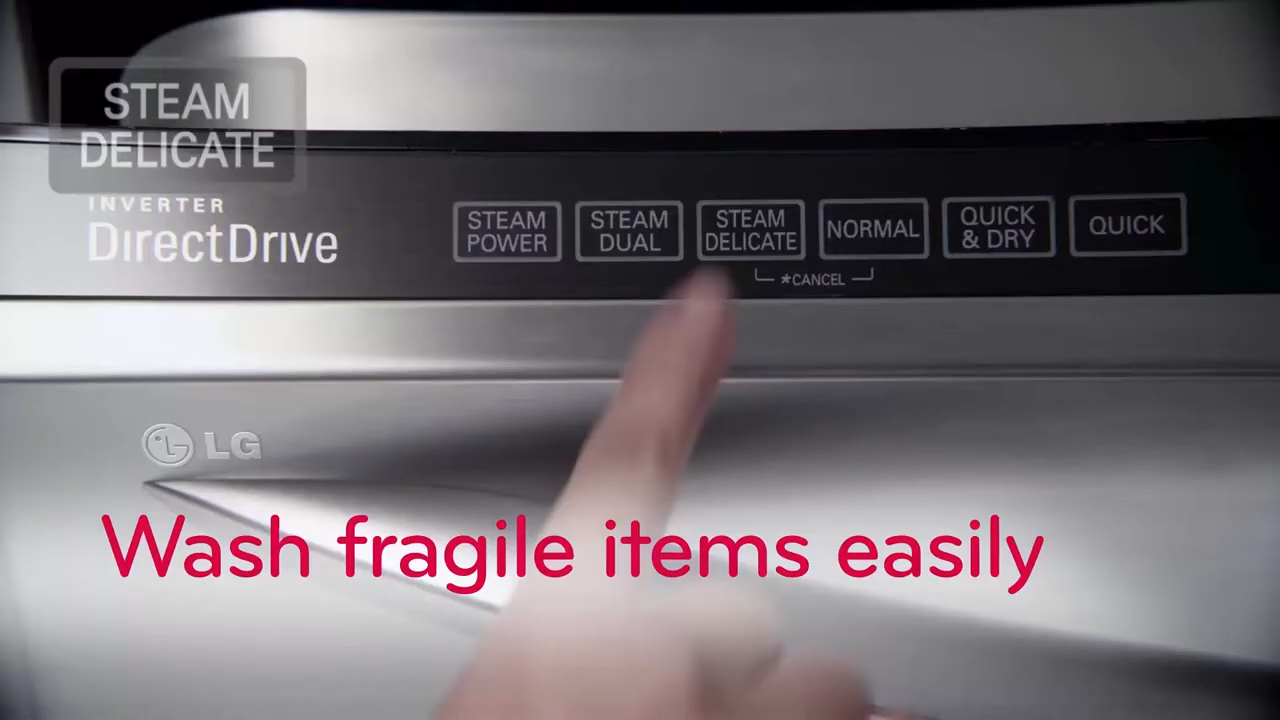 STEAM
DELICATE
INVERTER
DirectDrive
STEAM
POWER
STEAM
DUAL
STEAM
DELICATE
NORMAL
QUICK
& DRY
QUICK
*CANCEL
LG
Wash fragile items easily